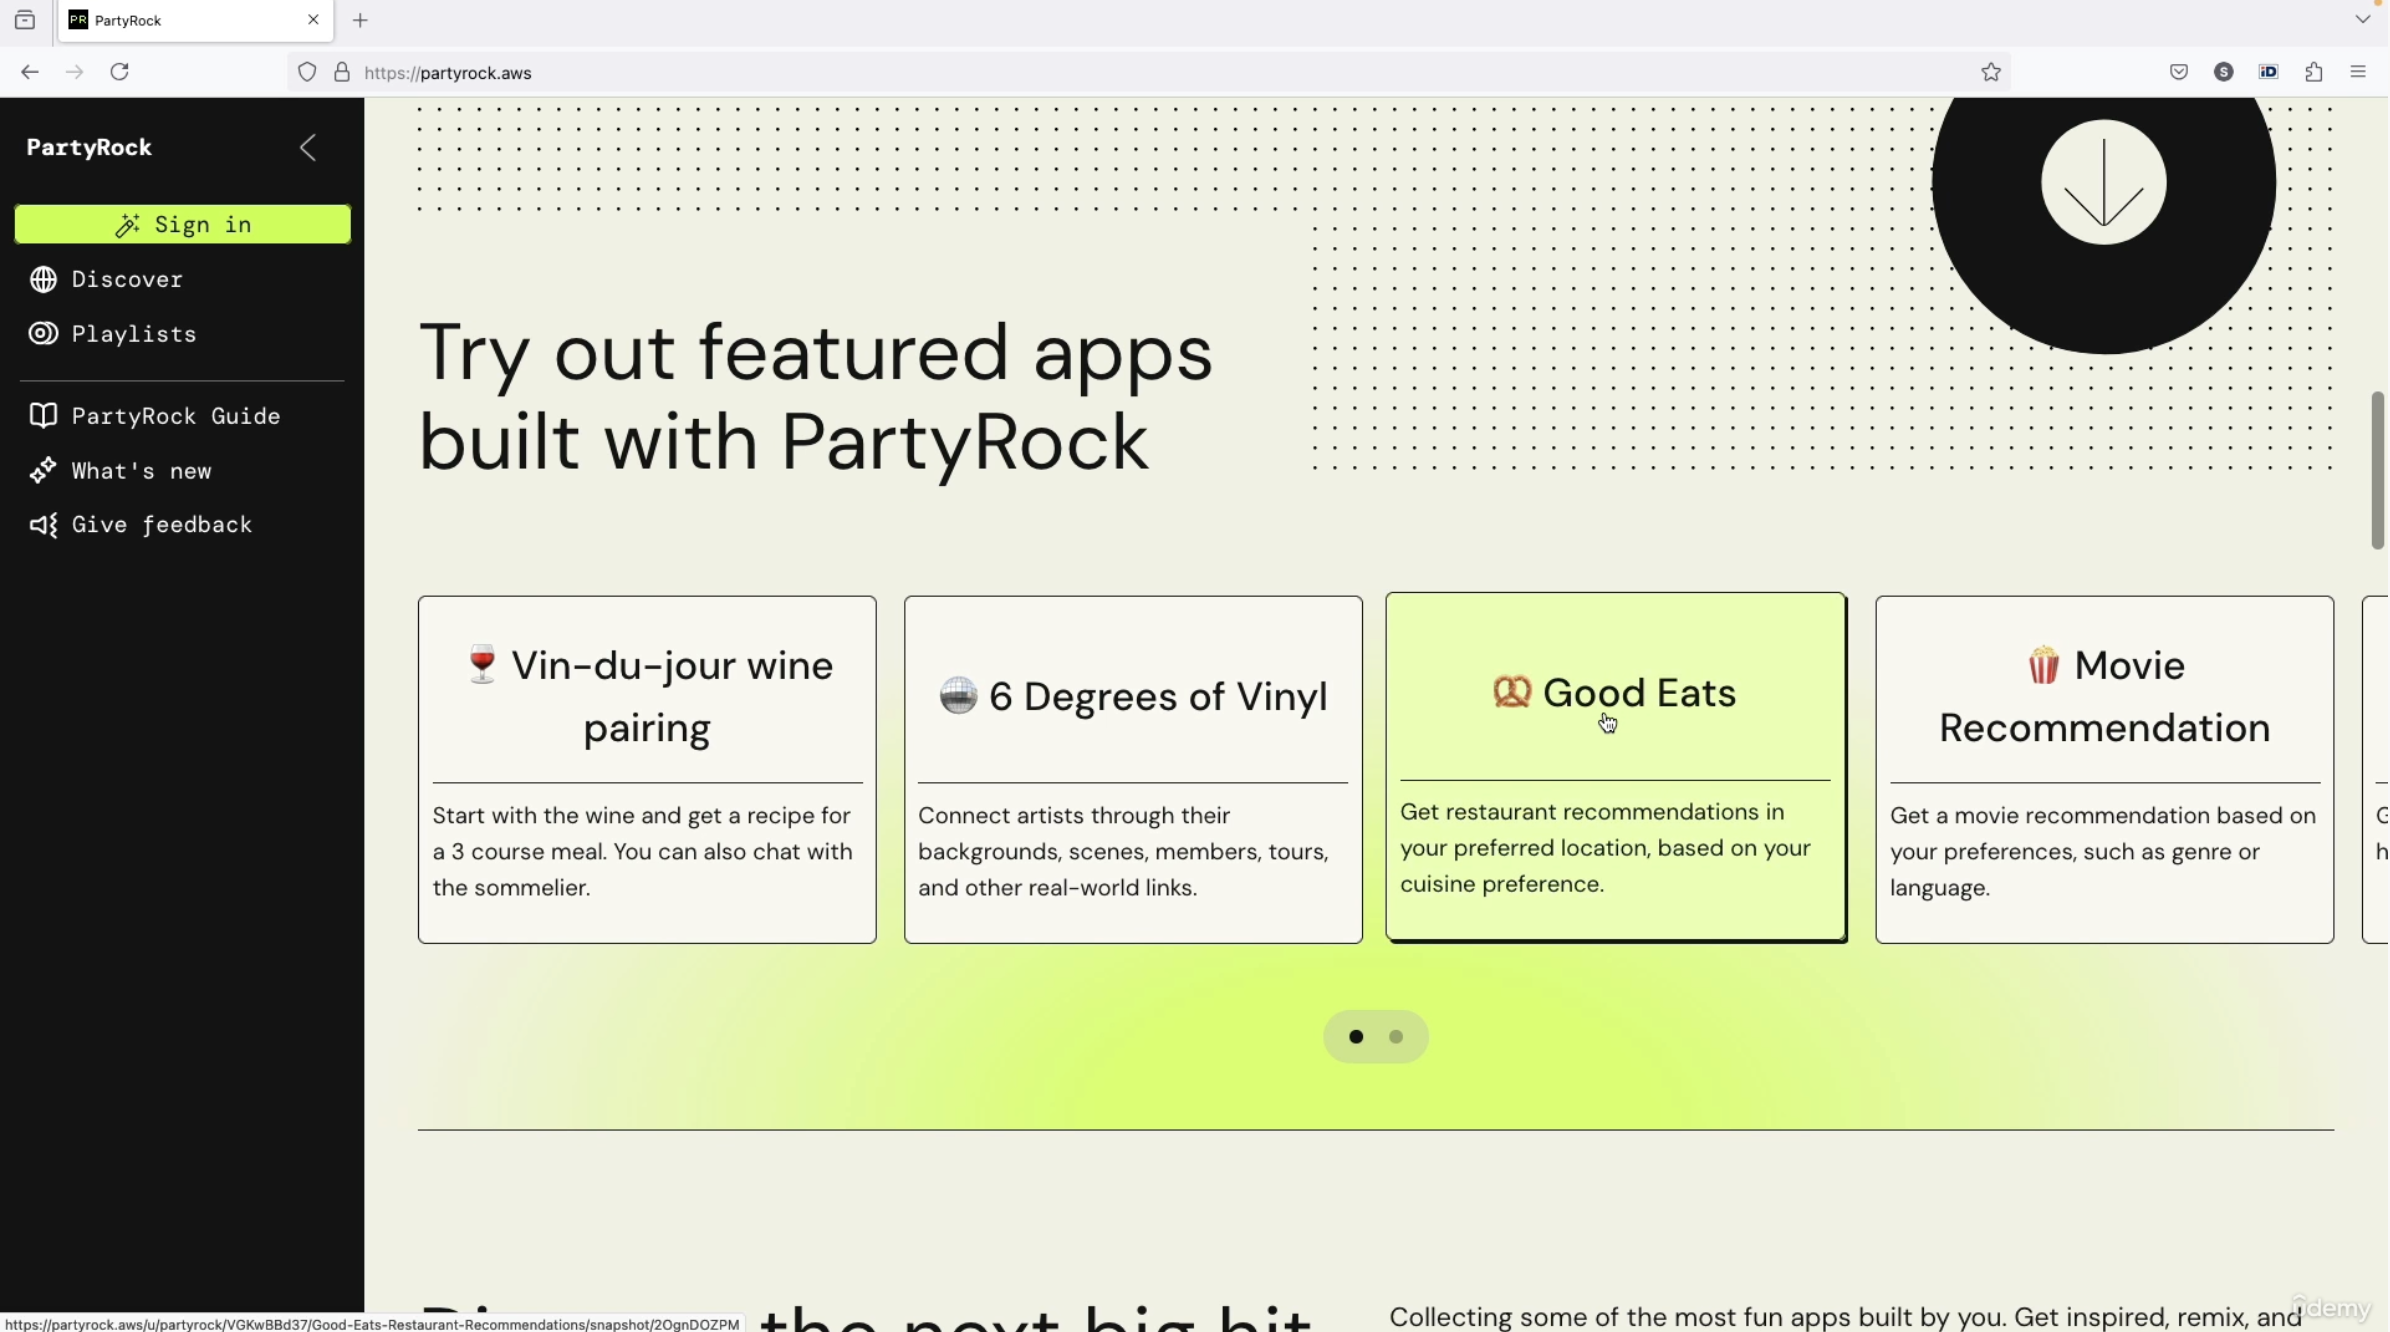 PR PartyRock
https://partyrock.aws
S
iD
PartyRock
Sign in
Discover
Playlists
PartyRock Guide
What's new
Give feedback
Try out featured apps
built with PartyRock
Vin-du-jour wine
pairing
Start with the wine and get a recipe for
a 3 course meal. You can also chat with
the sommelier.
6 Degrees of Vinyl
Connect artists through their
backgrounds, scenes, members, tours,
and other real-world links.
Good Eats
Get restaurant recommendations in
your preferred location, based on your
cuisine preference.
Movie
Recommendation
Get a movie recommendation based on
your preferences, such as genre or
language.
the next big hit
Collecting some of the most fun apps built by you. Get inspired, remix, and
https://partyrock.aws/u/partyrock/VGKwBBd37/Good-Eats-Restaurant-Recommendations/snapshot/2OgnDOZPM
ûdemy